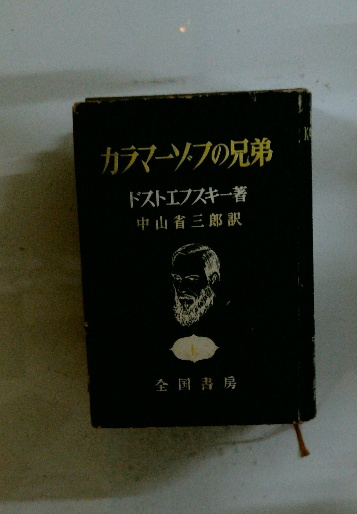 カラマーゾフの兄弟
ドストエフスキー著
中山省三郎訳
全国書房